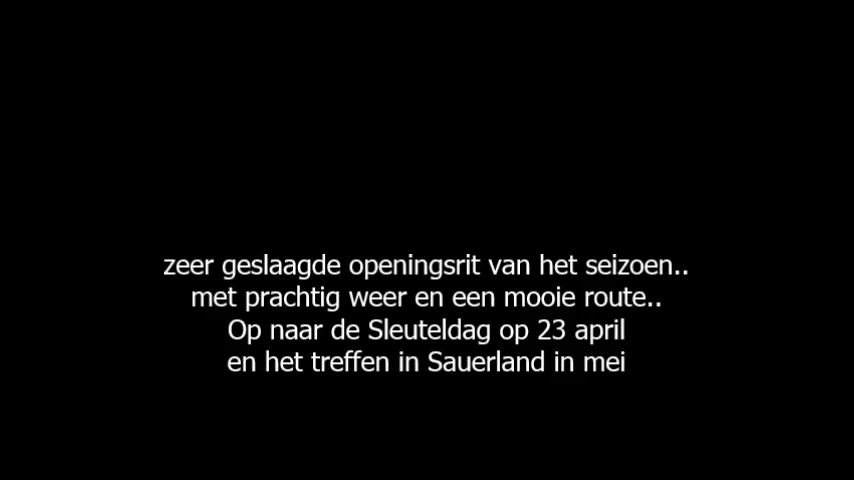 zeer geslaagde openingsrit van het seizoen..
met prachtig weer en een mooie route..
Op naar de Sleuteldag op 23 april
en het treffen in Sauerland in mei